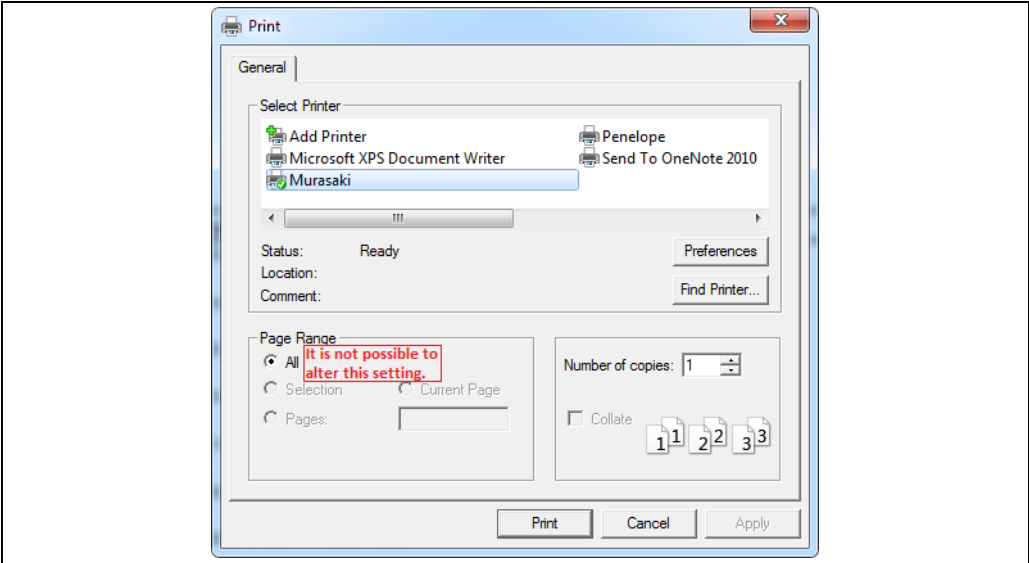 Print
General
Select Printer
Add Printer
Penelope
Microsoft XPS Document Writer
Send To OneNote 2010
Murasaki
Status: Ready
Preferences
Location:
Comment:
Find Printer...
Page Range
All It is not possible to
alter this setting.
Selection Current Page
Pages:
Number of copies: 1
Collate
1 1 2 2 3 3
Print Cancel Apply